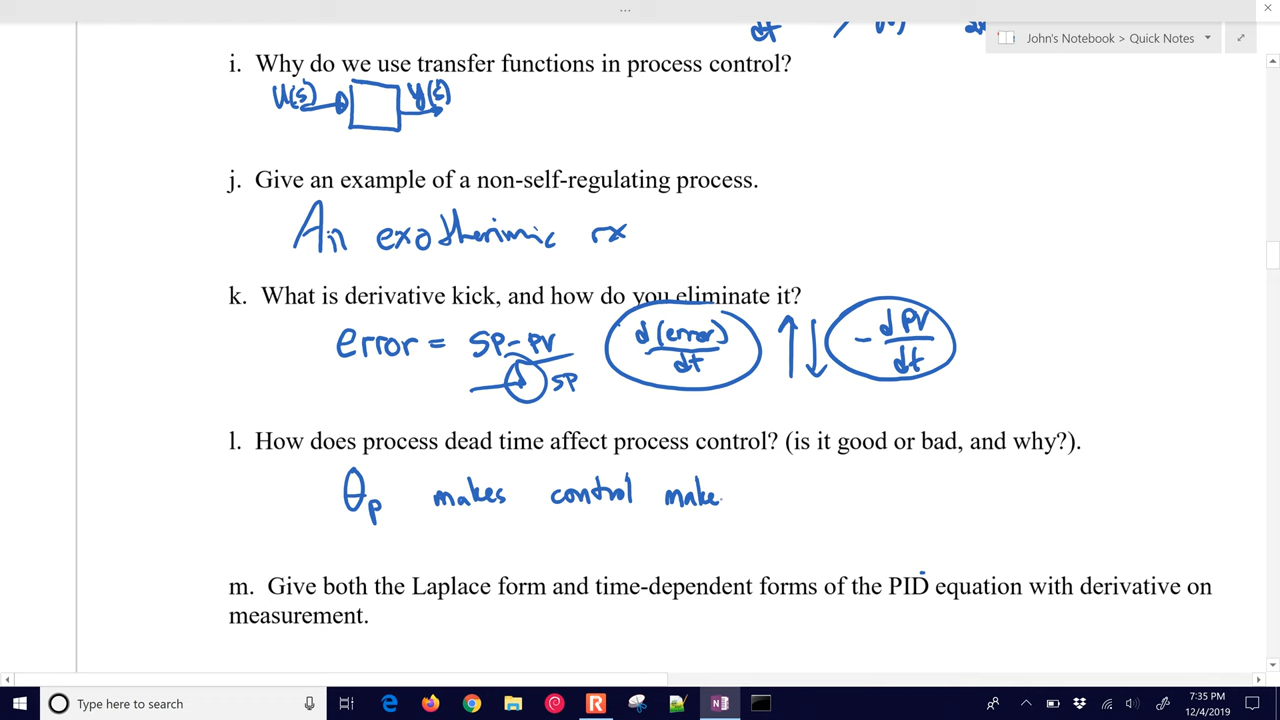 ...
dt
John's Notebook > Quick Notes
i. Why do we use transfer functions in process control?
U(s) y(s)
j. Give an example of a non-self-regulating process.
An exotherimic rx
k. What is derivative kick, and how do you eliminate it?
error = SP - PV d(error)/dt - dPV/dt
SP
l. How does process dead time affect process control? (is it good or bad, and why?).
θp makes control make
m. Give both the Laplace form and time-dependent forms of the PID equation with derivative on
measurement.
Type here to search
7:35 PM
12/4/2019